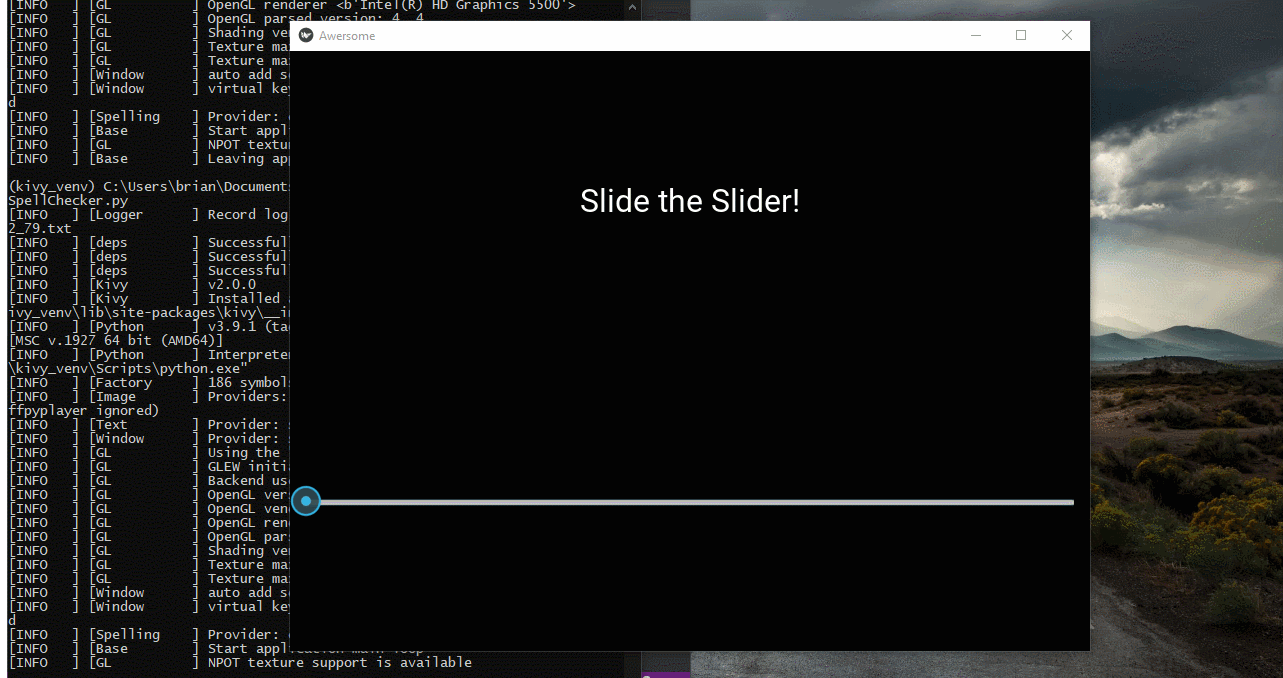 [INFO   ] [GL          ] OpenGL renderer <b'Intel(R) HD Graphics 5500'>
[INFO   ] [GL          ] OpenGL parsed version: 4, 4
[INFO   ] [GL          ] Shading ve
[INFO   ] [GL          ] Texture ma
[INFO   ] [GL          ] Texture ma
[INFO   ] [Window      ] auto add s
[INFO   ] [Window      ] virtual ke
d
[INFO   ] [Spelling    ] Provider:
[INFO   ] [Base        ] Start appl
[INFO   ] [GL          ] NPOT textu
[INFO   ] [Base        ] Leaving ap
(kivy_venv) C:\Users\brian\Documents
SpellChecker.py
[INFO   ] [Logger      ] Record log
2_79.txt
[INFO   ] [deps        ] Successful
[INFO   ] [deps        ] Successful
[INFO   ] [deps        ] Successful
[INFO   ] [Kivy        ] v2.0.0
[INFO   ] [Kivy        ] Installed
ivy_venv\lib\site-packages\kivy\__in
[INFO   ] [Python      ] v3.9.1 (ta
[MSC v.1927 64 bit (AMD64)]
[INFO   ] [Python      ] Interprete
\kivy_venv\Scripts\python.exe"
[INFO   ] [Factory     ] 186 symbol
[INFO   ] [Image       ] Providers:
ffpyplayer ignored)
[INFO   ] [Text        ] Provider:
[INFO   ] [Window      ] Provider:
[INFO   ] [GL          ] Using the
[INFO   ] [GL          ] GLEW initi
[INFO   ] [GL          ] Backend us
[INFO   ] [GL          ] OpenGL ver
[INFO   ] [GL          ] OpenGL ven
[INFO   ] [GL          ] OpenGL ren
[INFO   ] [GL          ] OpenGL par
[INFO   ] [GL          ] Shading ve
[INFO   ] [GL          ] Texture ma
[INFO   ] [GL          ] Texture ma
[INFO   ] [Window      ] auto add s
[INFO   ] [Window      ] virtual ke
d
[INFO   ] [Spelling    ] Provider:
[INFO   ] [Base        ] Start application main loop
[INFO   ] [GL          ] NPOT texture support is available
Awersome
Slide the Slider!